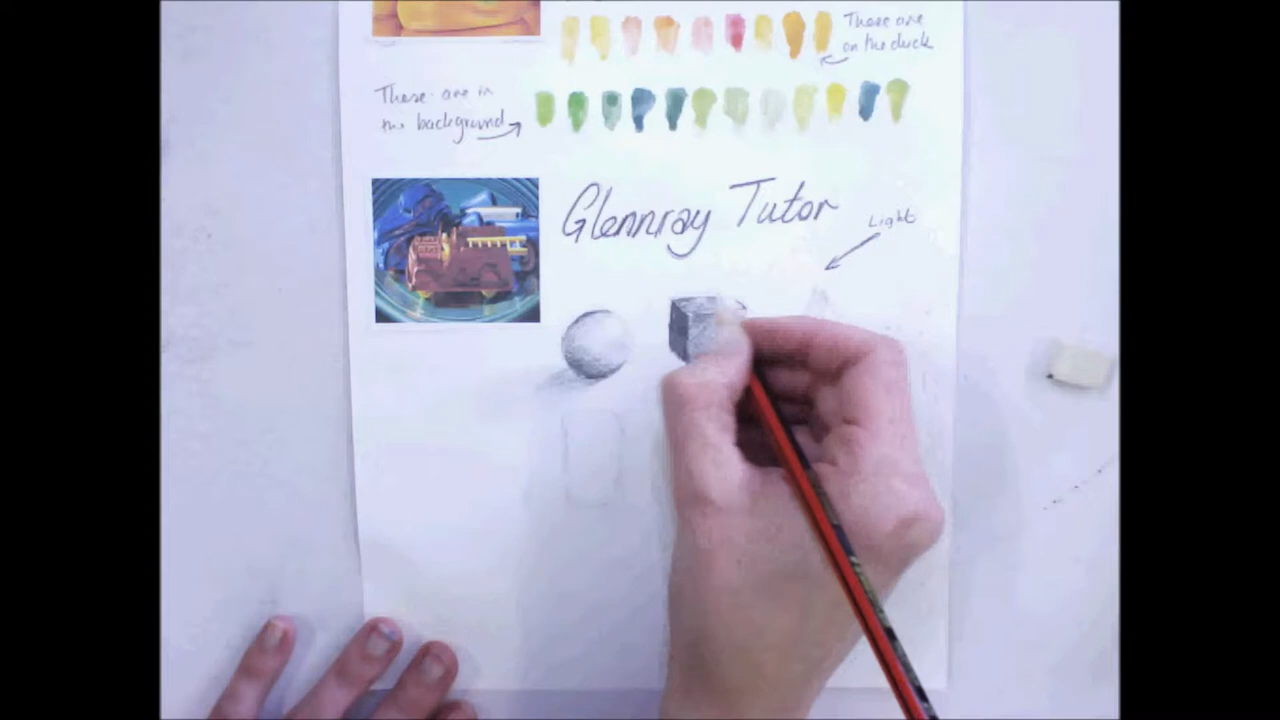 These are
on the duck
These are in
the background
Glennray Tutor
Light